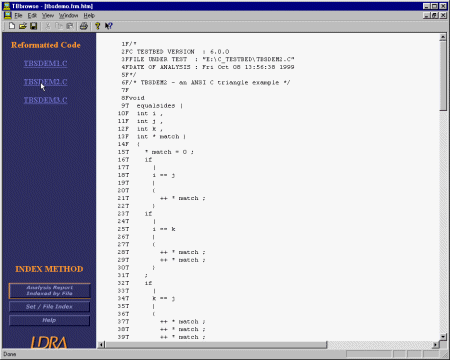 TBbrowse - [tbsdemo.frm.htm]
File Edit View Window Help
Reformatted Code
TBSDEM1.C
TBSDEM2.C
TBSDEM3.C
INDEX METHOD
Analysis Report
Indexed by File
Set / File Index
Help
LDRA
1F/*
2FC TESTBED VERSION : 6.0.0
3FFILE UNDER TEST : "E:\C_TESTBED\TBSDEM2.C"
4FDATE OF ANALYSIS : Fri Oct 08 13:56:38 1999
5F*/
6F/* TBSDEM2 - an ANSI C triangle example */
7F
8Fvoid
9T equalsides (
10F int i ,
11F int j ,
12F int k ,
13F int * match )
14F {
15T * match = 0 ;
16T if
17T (
18T i == j
19T )
20T {
21T ++ * match ;
22T }
23T if
24T (
25T i == k
26T )
27T {
28T ++ * match ;
29T ++ * match ;
30T }
31T ;
32T if
33T (
34T k == j
35T )
36T {
37T ++ * match ;
38T ++ * match ;
39T ++ * match ;
Done